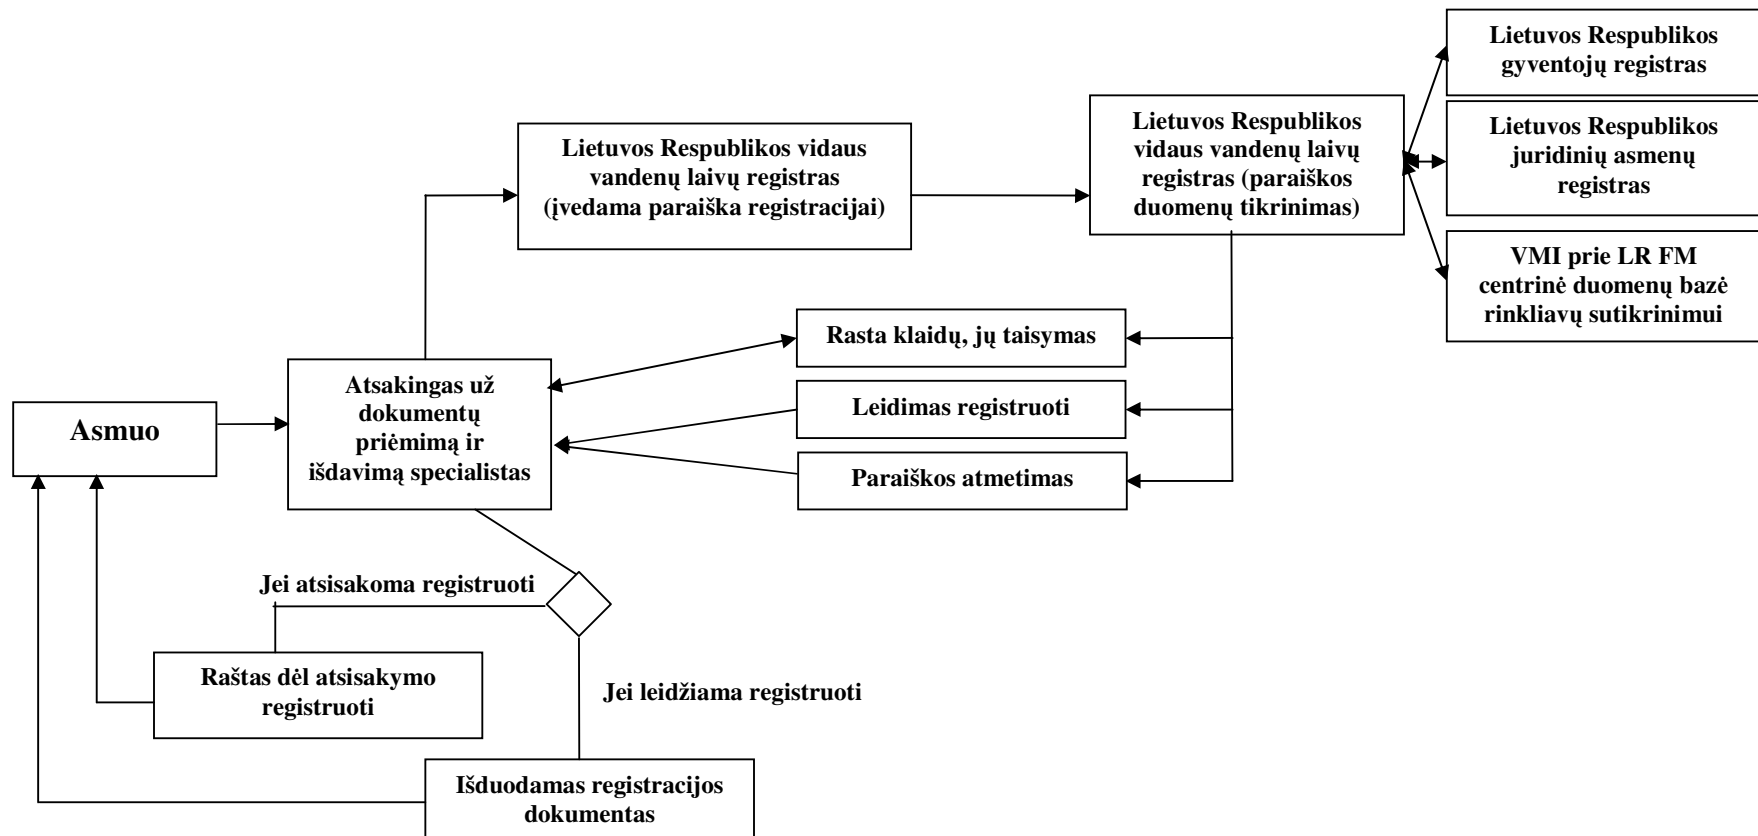 Lietuvos Respublikos
gyventojų registras
Lietuvos Respublikos
juridinių asmenų
registras
VMI prie LR FM
centrinė duomenų bazė
rinkliavų sutikrinimui
Lietuvos Respublikos
vidaus vandenų laivų
registras (paraiškos
duomenų tikrinimas)
Lietuvos Respublikos vidaus
vandenų laivų registras
(įvedama paraiška registracijai)
Rasta klaidų, jų taisymas
Leidimas registruoti
Paraiškos atmetimas
Atsakingas už
dokumentų
priėmimą ir
išdavimą specialistas
Asmuo
Jei atsisakoma registruoti
Raštas dėl atsisakymo
registruoti
Jei leidžiama registruoti
Išduodamas registracijos
dokumentas